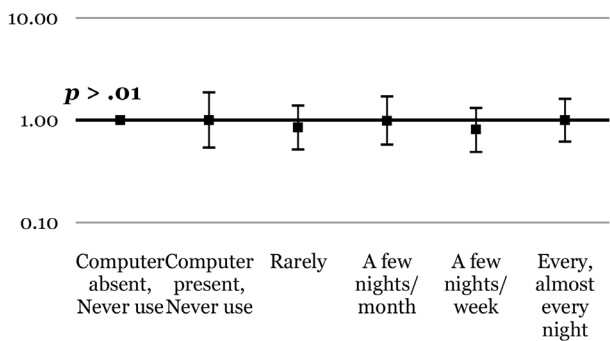 10.00
p > .01
1.00
0.10
Computer absent, Never use
Computer present, Never use
Rarely
A few nights/ month
A few nights/ week
Every, almost every night